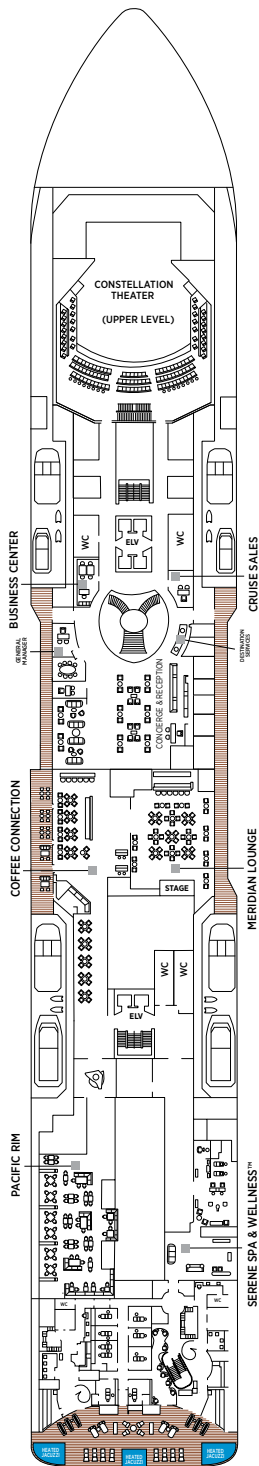 CONSTELLATION
THEATER
(UPPER LEVEL)
WC
WC
ELV
BUSINESS CENTER
CRUISE SALES
GENERAL
MANAGER
DESTINATION
SERVICES
CONCIERGE & RECEPTION
COFFEE CONNECTION
MERIDIAN LOUNGE
STAGE
WC
WC
ELV
PACIFIC RIM
SERENE SPA & WELLNESS™
WC
WC
HEATED
JACUZZI
HEATED
JACUZZI
HEATED
JACUZZI